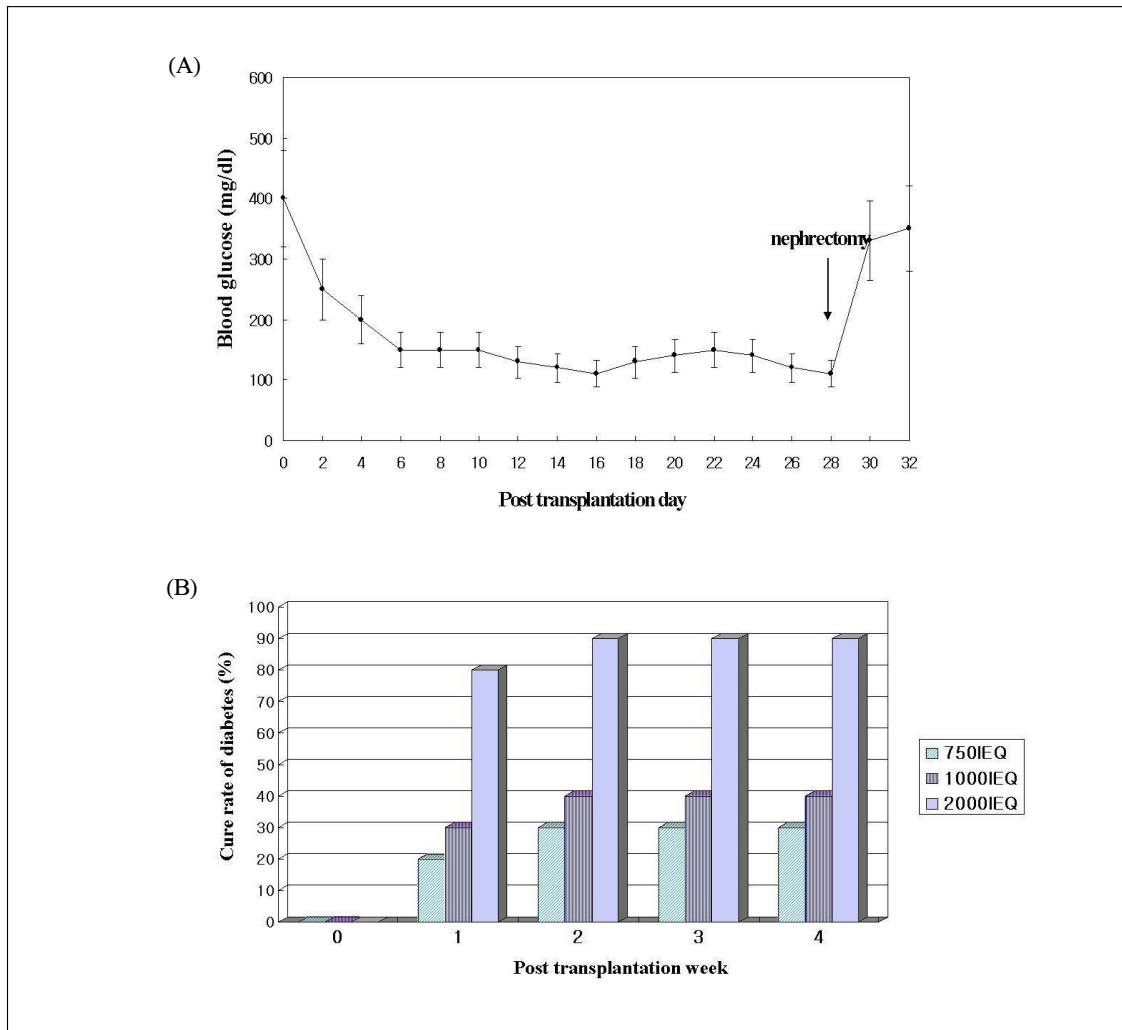 (A)
600
500
400
300
200
100
0
Blood glucose (mg/dl)
nephrectomy
0 2 4 6 8 10 12 14 16 18 20 22 24 26 28 30 32
Post transplantation day
(B)
100
90
80
70
60
50
40
30
20
10
0
Cure rate of diabetes (%)
750IEQ
1000IEQ
2000IEQ
0 1 2 3 4
Post transplantation week